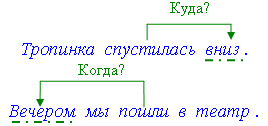 Куда?
Тропинка спустилась вниз.
Когда?
Вечером мы пошли в театр.